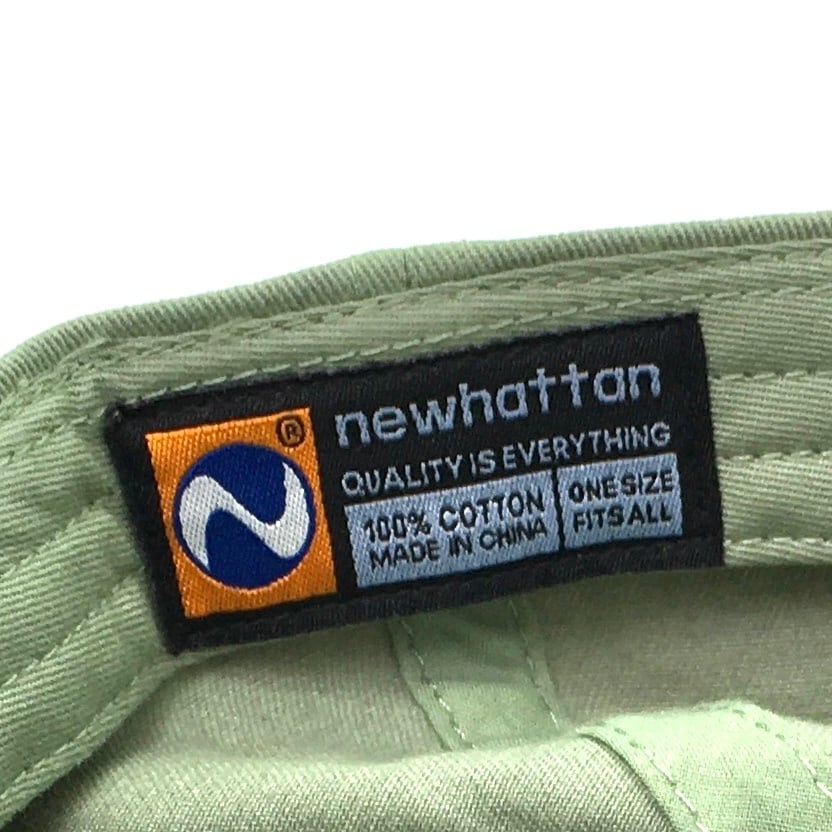 ®
newhattan
QUALITY IS EVERYTHING
100% COTTON
MADE IN CHINA
ONE SIZE
FITS ALL